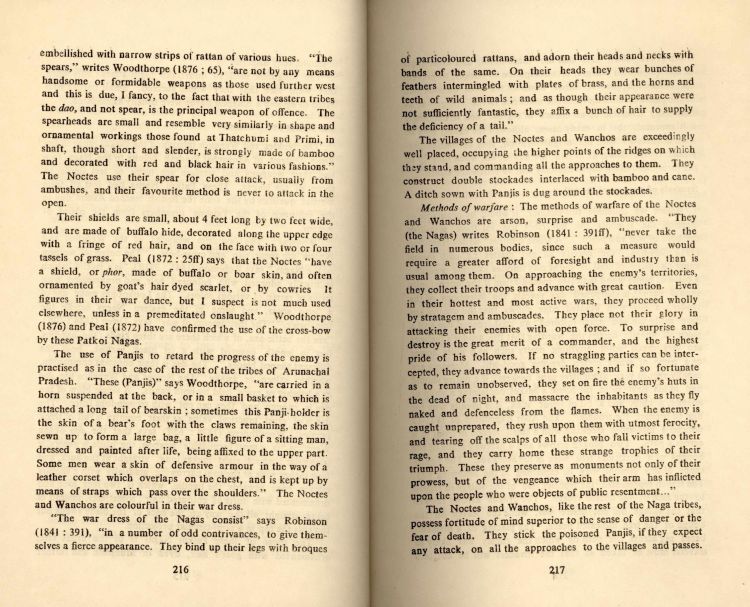 embellished with narrow strips of rattan of various hues. "The
spears," writes Woodthorpe (1876 ; 65), "are not by any means
handsome or formidable weapons as those used further west
and this is due, I fancy, to the fact that with the eastern tribes
the dao, and not spear, is the principal weapon of offence. The
spearheads are small and resemble very similarly in shape and
ornamental workings those found at Thatchumi and Primi, in
shaft, though short and slender, is strongly made of bamboo
and decorated with red and black hair in various fashions."
The Noctes use their spear for close attack, usually from
ambushes, and their favourite method is never to attack in the
open.
Their shields are small, about 4 feet long by two feet wide,
and are made of buffalo hide, decorated along the upper edge
with a fringe of red hair, and on the face with two or four
tassels of grass. Peal (1872 : 25ff) says that the Noctes "have
a shield, or phor, made of buffalo or boar skin, and often
ornamented by goat's hair dyed scarlet, or by cowries It
figures in their war dance, but I suspect is not much used
elsewhere, unless in a premeditated onslaught" Woodthorpe
(1876) and Peal (1872) have confirmed the use of the cross-bow
by these Patkoi Nagas.
The use of Panjis to retard the progress of the enemy is
practised as in the case of the rest of the tribes of Arunachal
Pradesh. "These (Panjis)" says Woodthorpe, "are carried in a
horn suspended at the back, or in a small basket to which is
attached a long tail of bearskin ; sometimes this Panji-holder is
the skin of a bear's foot with the claws remaining, the skin
sewn up to form a large bag, a little figure of a sitting man,
dressed and painted after life, being affixed to the upper part.
Some men wear a skin of defensive armour in the way of a
leather corset which overlaps on the chest, and is kept up by
means of straps which pass over the shoulders." The Noctes
and Wanchos are colourful in their war dress.
"The war dress of the Nagas consist" says Robinson
(1841 : 391), "in a number of odd contrivances, to give them-
selves a fierce appearance. They bind up their legs with broques
216
of particoloured rattans, and adorn their heads and necks with
bands of the same. On their heads they wear bunches of
feathers intermingled with plates of brass, and the horns and
teeth of wild animals ; and as though their appearance were
not sufficiently fantastic, they affix a bunch of hair to supply
the deficiency of a tail."
The villages of the Noctes and Wanchos are exceedingly
well placed, occupying the higher points of the ridges on which
they stand, and commanding all the approaches to them. They
construct double stockades interlaced with bamboo and cane.
A ditch sown with Panjis is dug around the stockades.
Methods of warfare : The methods of warfare of the Noctes
and Wanchos are arson, surprise and ambuscade. "They
(the Nagas) writes Robinson (1841 : 391ff), "never take the
field in numerous bodies, since such a measure would
require a greater afford of foresight and industry than is
usual among them. On approaching the enemy's territories,
they collect their troops and advance with great caution. Even
in their hottest and most active wars, they proceed wholly
by stratagem and ambuscades. They place not their glory in
attacking their enemies with open force. To surprise and
destroy is the great merit of a commander, and the highest
pride of his followers. If no straggling parties can be inter-
cepted, they advance towards the villages ; and if so fortunate
as to remain unobserved, they set on fire the enemy's huts in
the dead of night, and massacre the inhabitants as they fly
naked and defenceless from the flames. When the enemy is
caught unprepared, they rush upon them with utmost ferocity,
and tearing off the scalps of all those who fall victims to their
rage, and they carry home these strange trophies of their
triumph. These they preserve as monuments not only of their
prowess, but of the vengeance which their arm has inflicted
upon the people who were objects of public resentment..."
The Noctes and Wanchos, like the rest of the Naga tribes,
possess fortitude of mind superior to the sense of danger or the
fear of death. They stick the poisoned Panjis, if they expect
any attack, on all the approaches to the villages and passes.
217